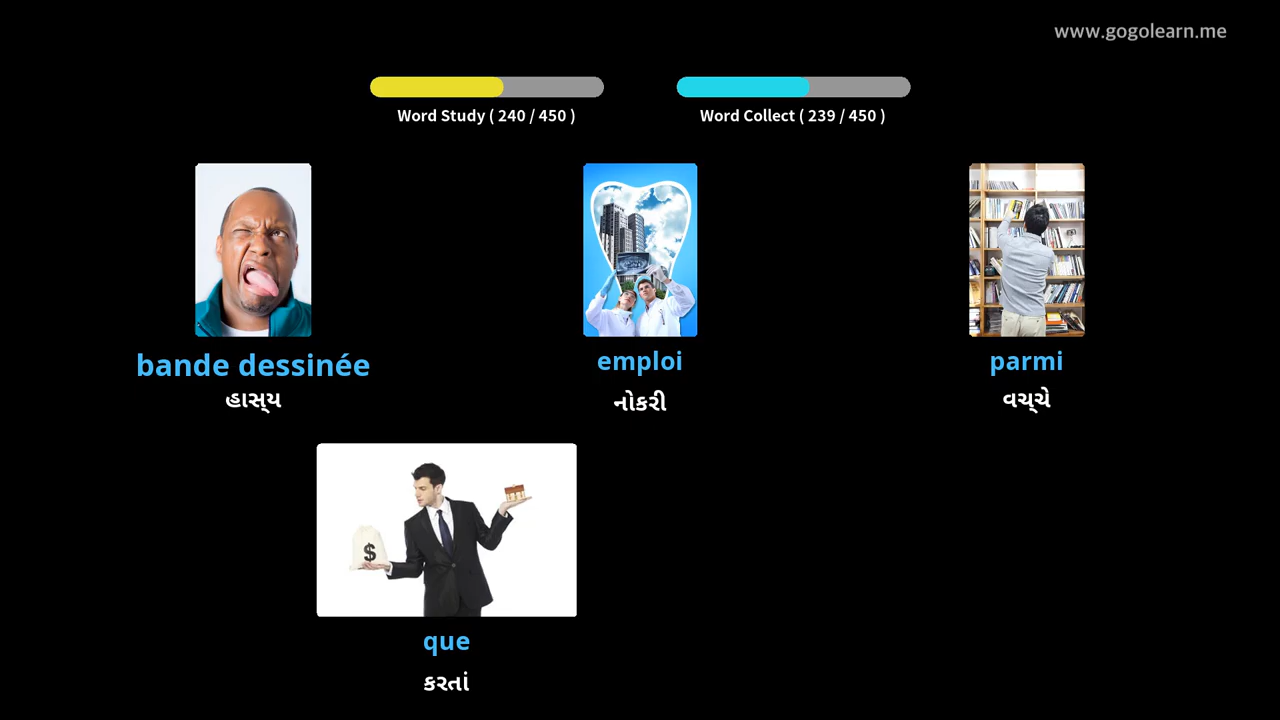 www.gogolearn.me
Word Study ( 240 / 450 )
Word Collect ( 239 / 450 )
bande dessinée
હાસ્ય
emploi
નોકરી
parmi
વચ્ચે
$
que
કરતાં